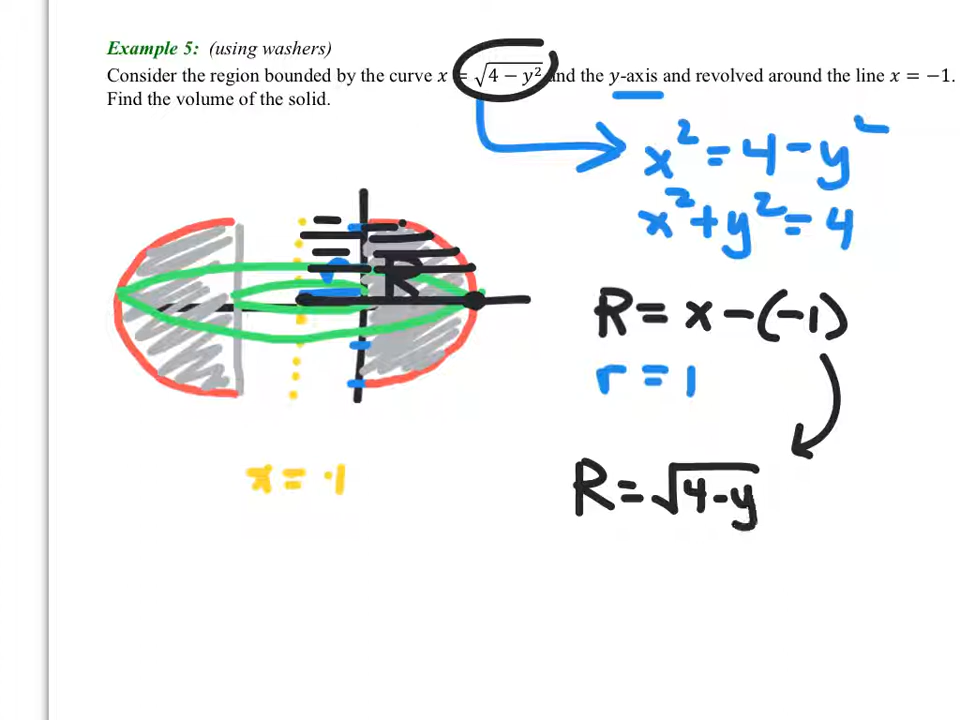 Example 5: (using washers)
Consider the region bounded by the curve x = √4 − y² and the y-axis and revolved around the line x = −1.
Find the volume of the solid.
x² = 4 − y²
x² + y² = 4
R
R = x − (−1)
r = 1
x = -1
R = √4-y